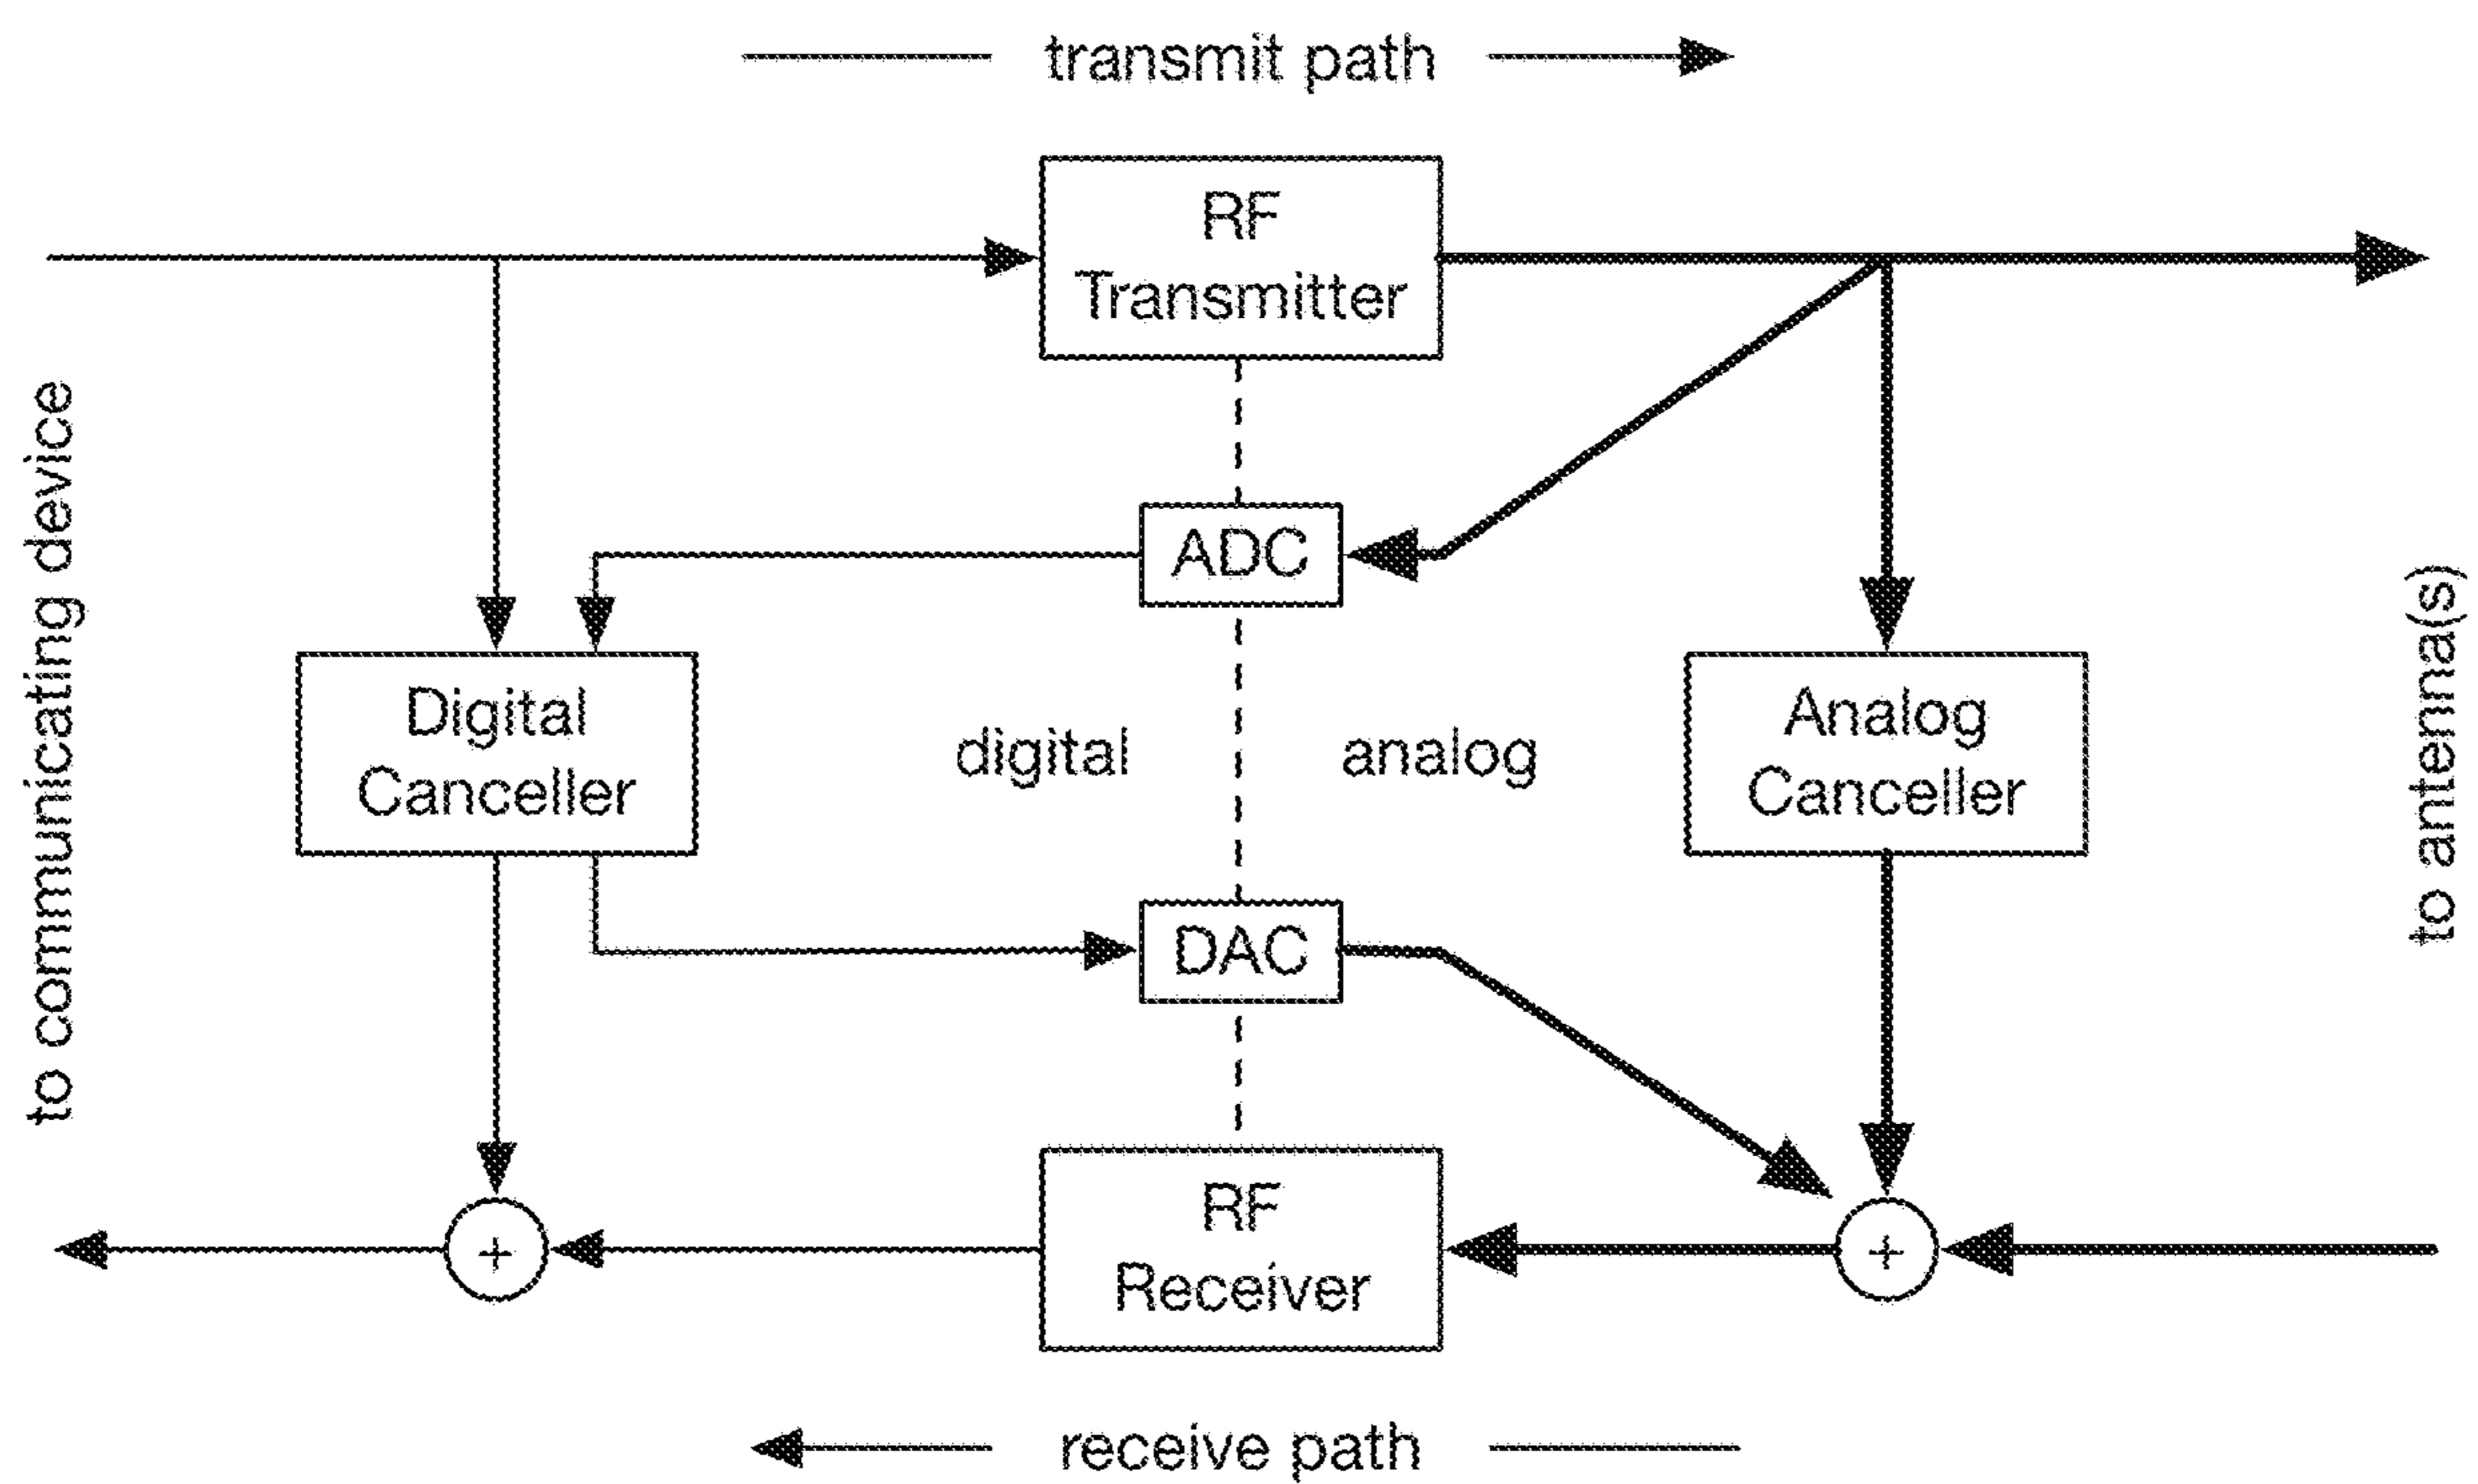 transmit path
RF
Transmitter
to communicating device
ADC
Digital
Canceller
digital
analog
Analog
Canceller
to antenna(s)
DAC
+
RF
Receiver
+
receive path